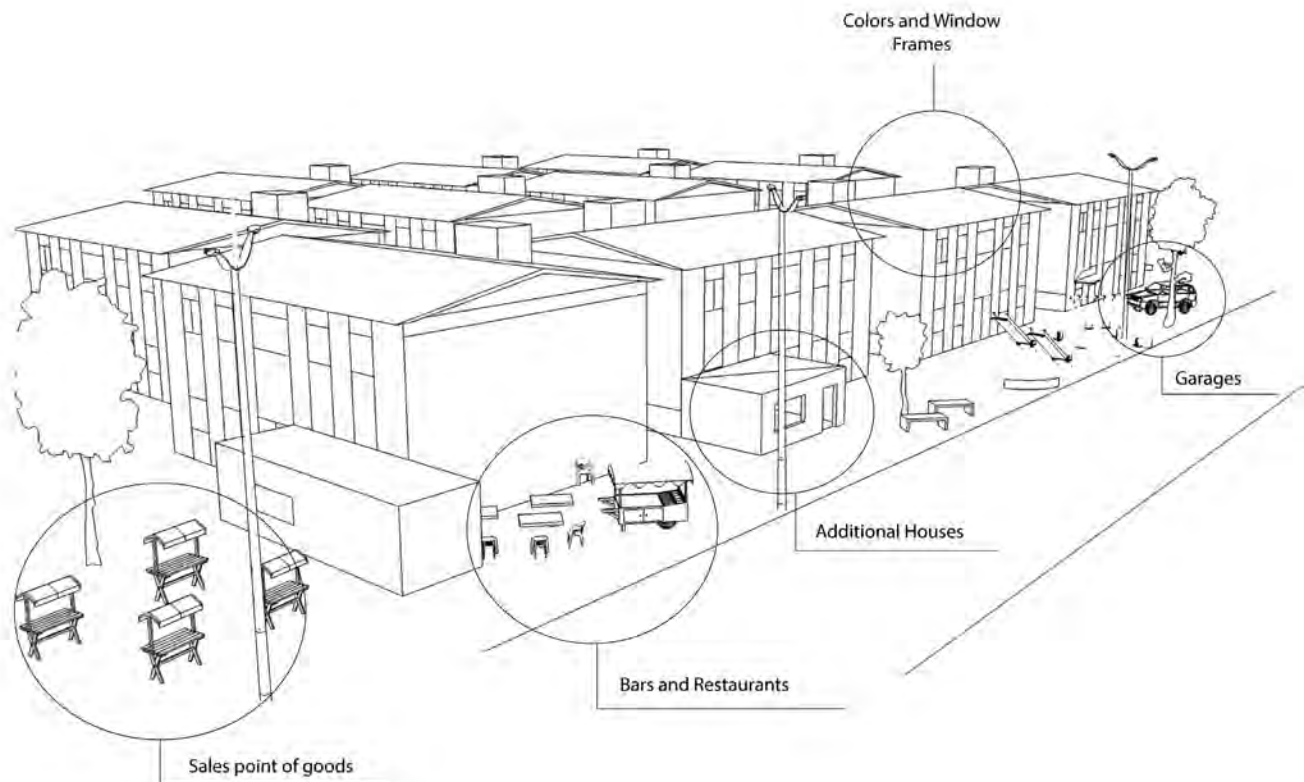 Colors and Window
Frames
Garages
Additional Houses
Bars and Restaurants
Sales point of goods